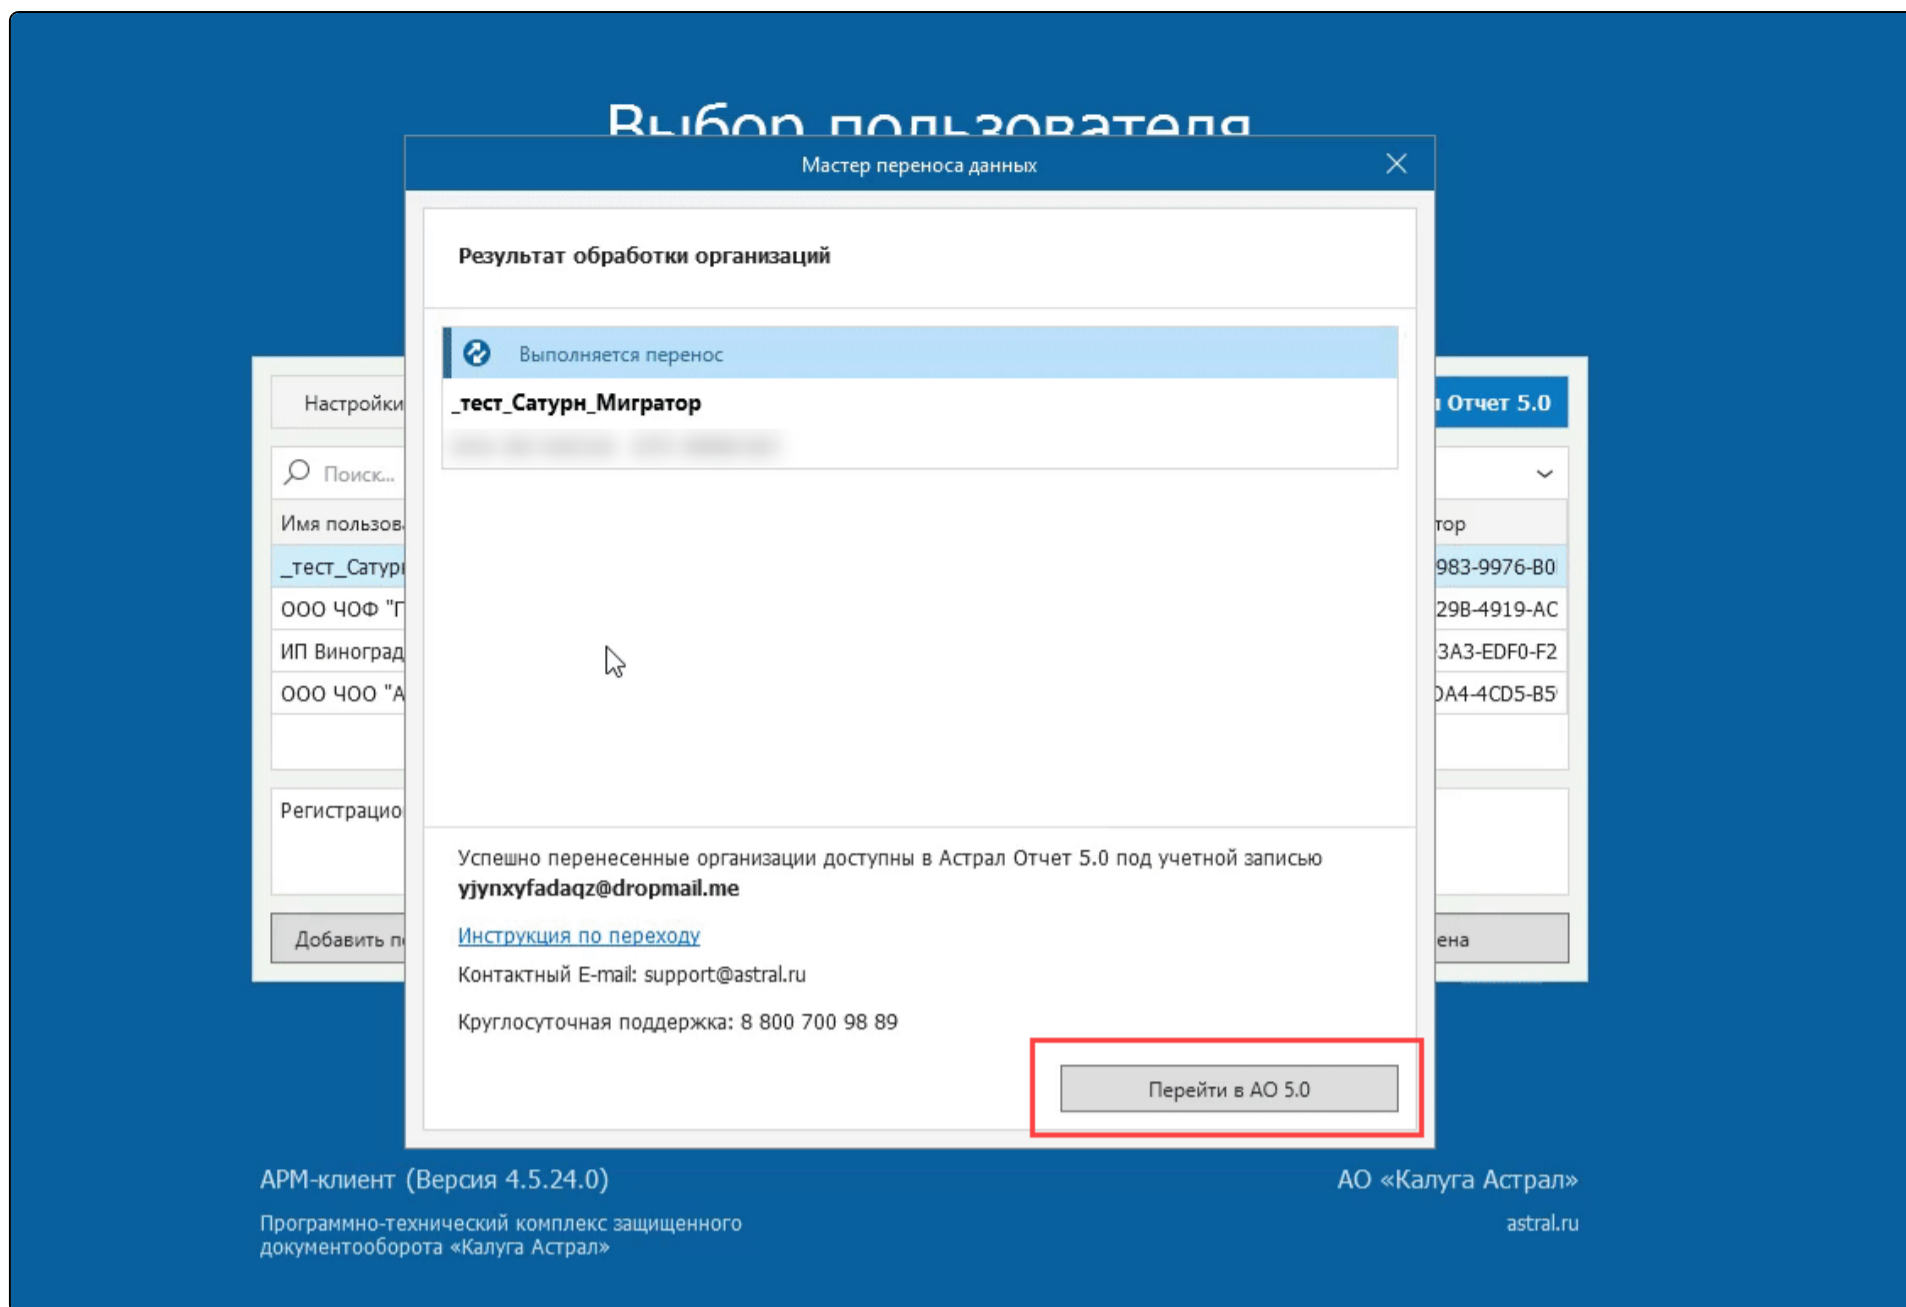 Выбор пользователя
Мастер переноса данных
Результат обработки организаций
Выполняется перенос
_тест_Сатурн_Мигратор
Настройки
Отчет 5.0
Поиск...
Имя пользов
тор
_тест_Сатур
983-9976-B0
ООО ЧОФ "Г
29B-4919-AC
ИП Виноград
3A3-EDF0-F2
ООО ЧОО "А
DA4-4CD5-B5
Регистрацио
Успешно перенесенные организации доступны в Астрал Отчет 5.0 под учетной записью
yjynxyfadaqz@dropmail.me
Инструкция по переходу
Добавить п
ена
Контактный E-mail: support@astral.ru
Круглосуточная поддержка: 8 800 700 98 89
Перейти в АО 5.0
АРМ-клиент (Версия 4.5.24.0)
АО «Калуга Астрал»
Программно-технический комплекс защищенного
astral.ru
документооборота «Калуга Астрал»